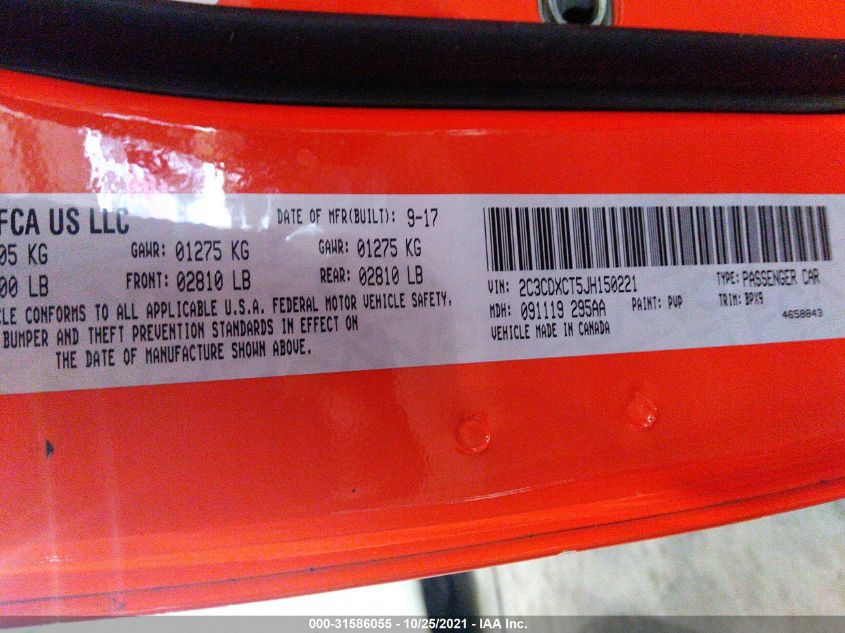 FCA US LLC
DATE OF MFR(BUILT): 9-17
05 KG GAWR: 01275 KG GAWR: 01275 KG
00 LB FRONT: 02810 LB REAR: 02810 LB
CLE CONFORMS TO ALL APPLICABLE U.S.A. FEDERAL MOTOR VEHICLE SAFETY,
BUMPER AND THEFT PREVENTION STANDARDS IN EFFECT ON
THE DATE OF MANUFACTURE SHOWN ABOVE.
VIN: 2C3CDXCT5JH150221 TYPE: PASSENGER CAR
MDH: 091119 295AA PAINT: PVP TRIM: BPX9
VEHICLE MADE IN CANADA 4658843
000-31586055 - 10/25/2021 - IAA Inc.